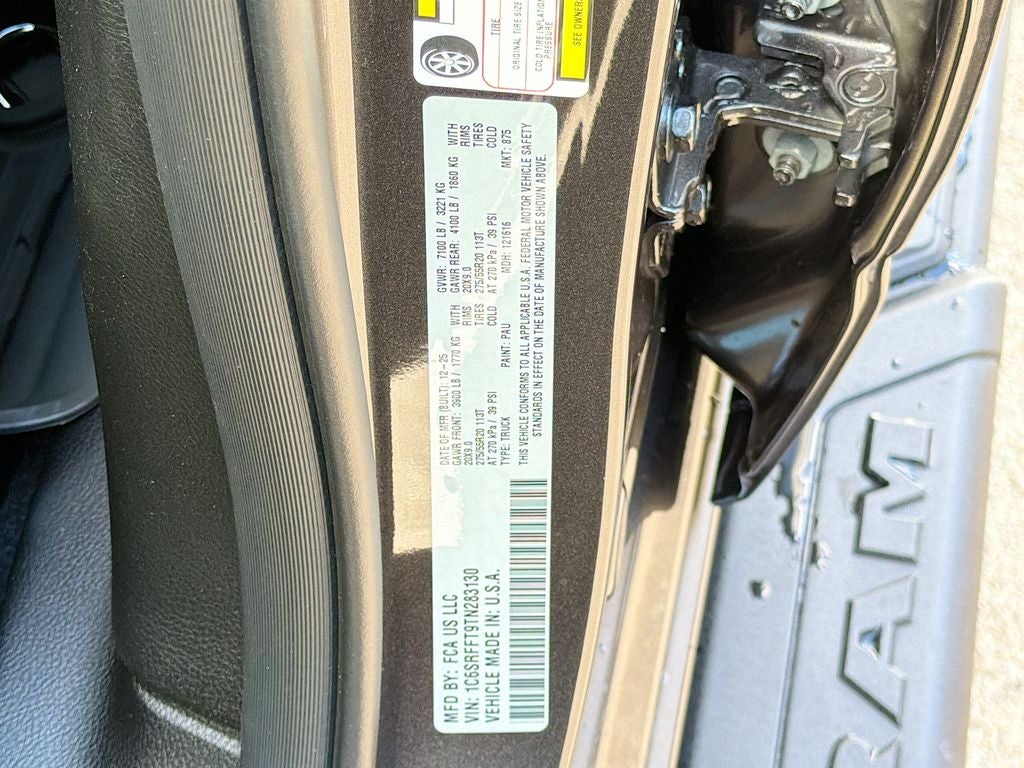 TIRE
ORIGINAL TIRE SIZE
COLD TIRE INFLATION
PRESSURE
SEE OWNER
MFD BY: FCA US LLC
VIN: 1C6SRFFT9TN283130
VEHICLE MADE IN: U.S.A.
DATE OF MFR (BUILT): 12-25 GVWR: 7100 LB / 3221 KG
GAWR FRONT: 3900 LB / 1770 KG WITH GAWR REAR: 4100 LB / 1860 KG WITH
20X9.0 RIMS 20X9.0 RIMS
275/55R20 113T TIRES 275/55R20 113T TIRES
AT 270 kPa / 39 PSI COLD AT 270 kPa / 39 PSI COLD
TYPE: TRUCK PAINT: PAU MDH: 121616 MKT: 875
THIS VEHICLE CONFORMS TO ALL APPLICABLE U.S.A. FEDERAL MOTOR VEHICLE SAFETY
STANDARDS IN EFFECT ON THE DATE OF MANUFACTURE SHOWN ABOVE.
RAM